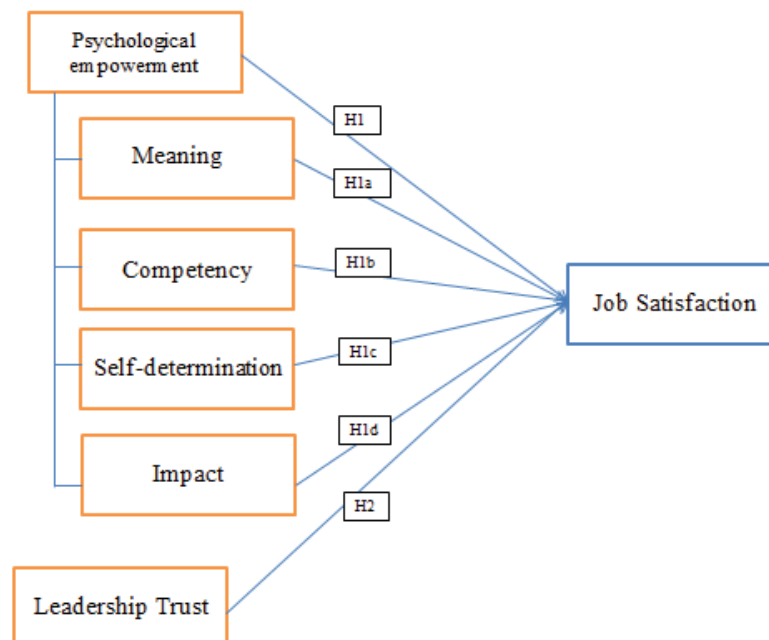 Psychological
empowerment
H1
Meaning
H1a
Competency
H1b
Job Satisfaction
Self-determination
H1c
H1d
Impact
H2
Leadership Trust